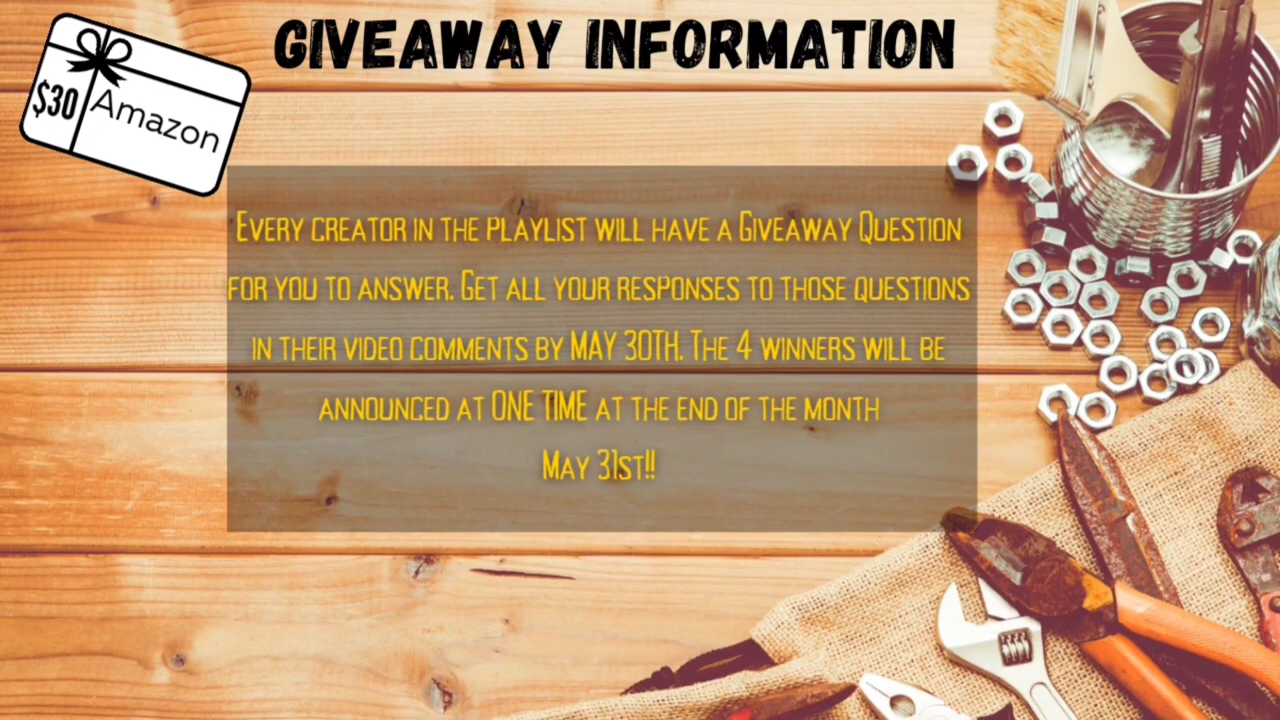 GIVEAWAY INFORMATION
$30 Amazon
Every creator in the playlist will have a Giveaway Question
for you to answer. Get all your responses to those questions
in their video comments by MAY 30TH. The 4 winners will be
announced at ONE TIME at the end of the month
May 31st!!